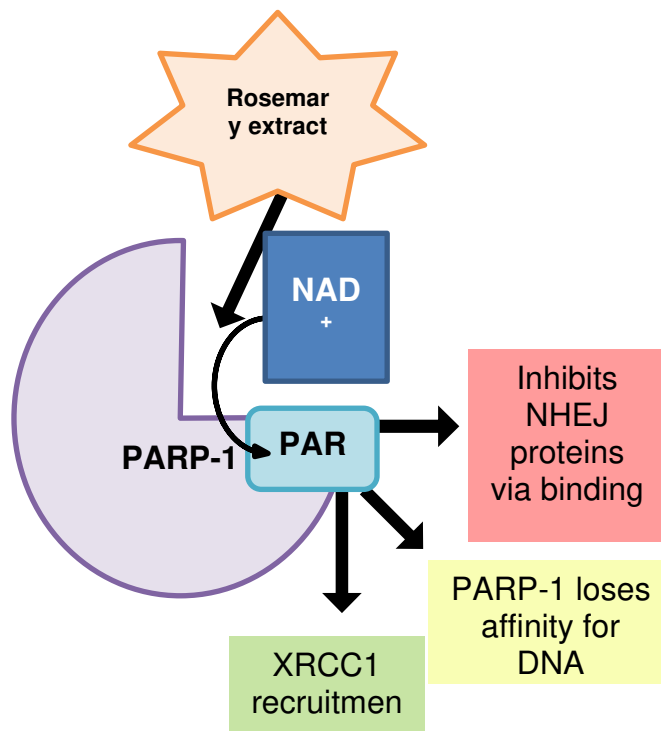 Rosemar
y extract
NAD
+
PARP-1
PAR
Inhibits
NHEJ
proteins
via binding
PARP-1 loses
affinity for
DNA
XRCC1
recruitmen